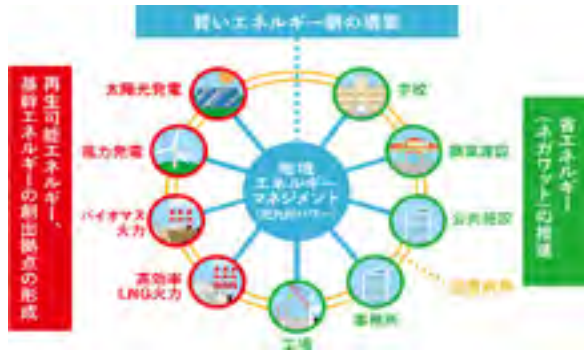 賢いエネルギー網の構築
再生可能エネルギー、
基幹エネルギーの創出拠点の形成
太陽光発電
風力発電
バイオマス
火力
高効率
LNG火力
地域
エネルギー
マネジメント
学校
商業施設
公共施設
事務所
工場
省エネルギー
(ネガワット)の推進